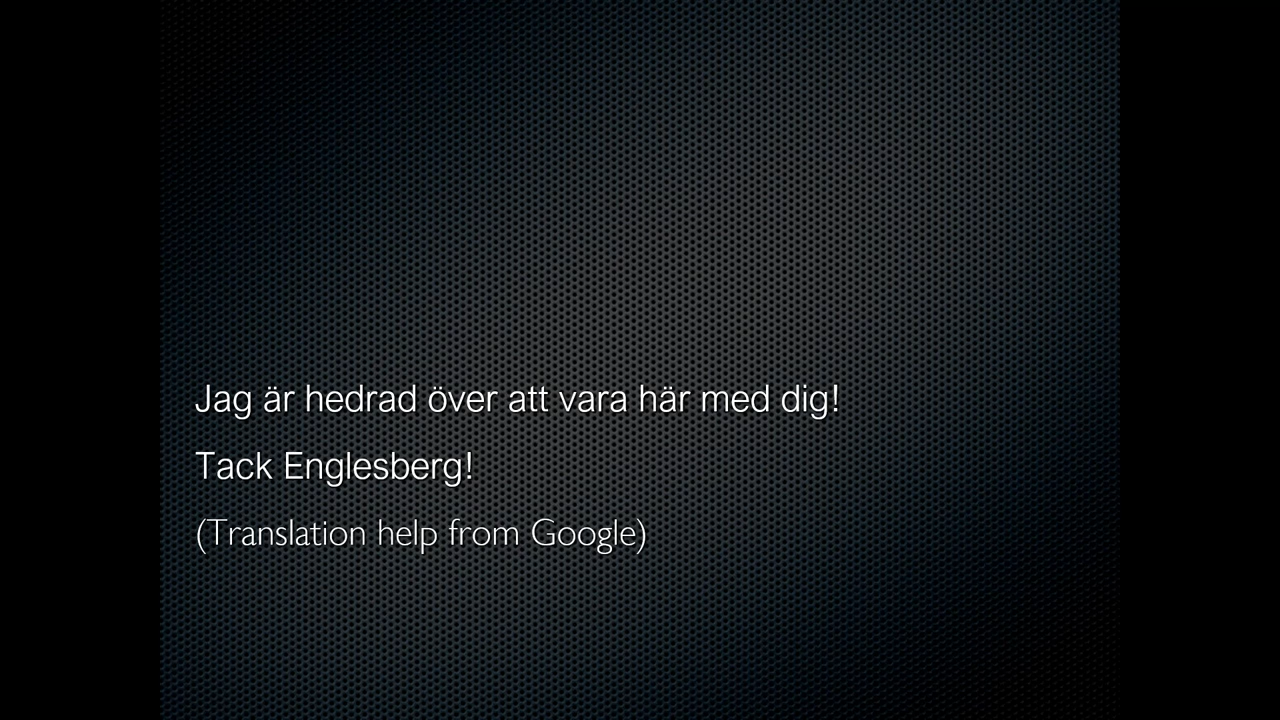 Jag är hedrad över att vara här med dig!
Tack Englesberg!
(Translation help from Google)